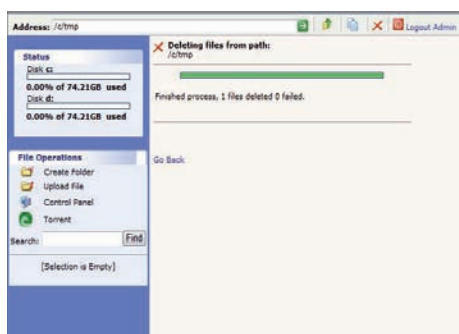 Address: /c/tmp
Logout Admin
Status
Disk c:
0.00% of 74.21GB used
Disk d:
0.00% of 74.21GB used
File Operations
Create Folder
Upload File
Control Panel
Torrent
Search: Find
[Selection is Empty]
Deleting files from path:
/c/tmp
Finished process, 1 files deleted 0 failed.
Go Back